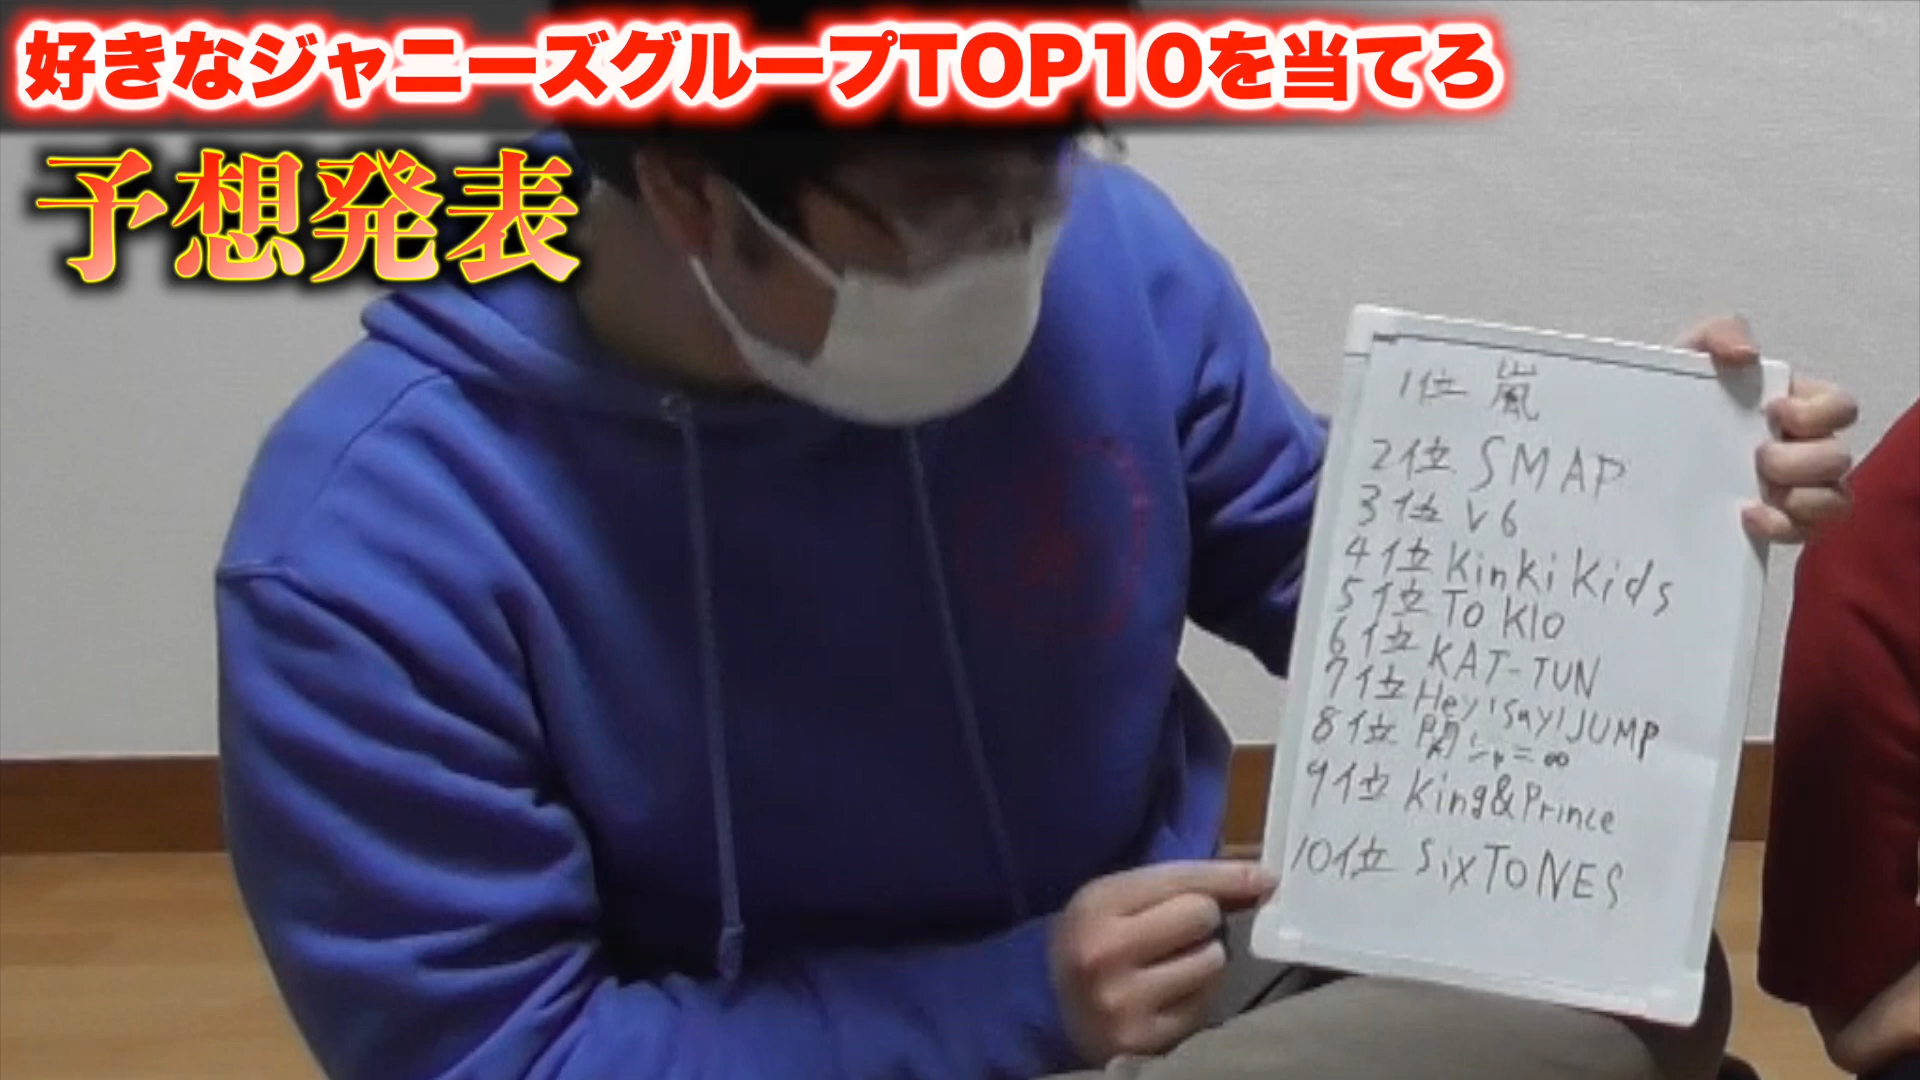 好きなジャニーズグループTOP10を当てろ
予想発表
1位 嵐
2位 SMAP
3位 V6
4位 Kinki Kids
5位 TOKIO
6位 KAT-TUN
7位 Hey!Say!JUMP
8位 関ジャニ∞
9位 King&Prince
10位 SixTONES